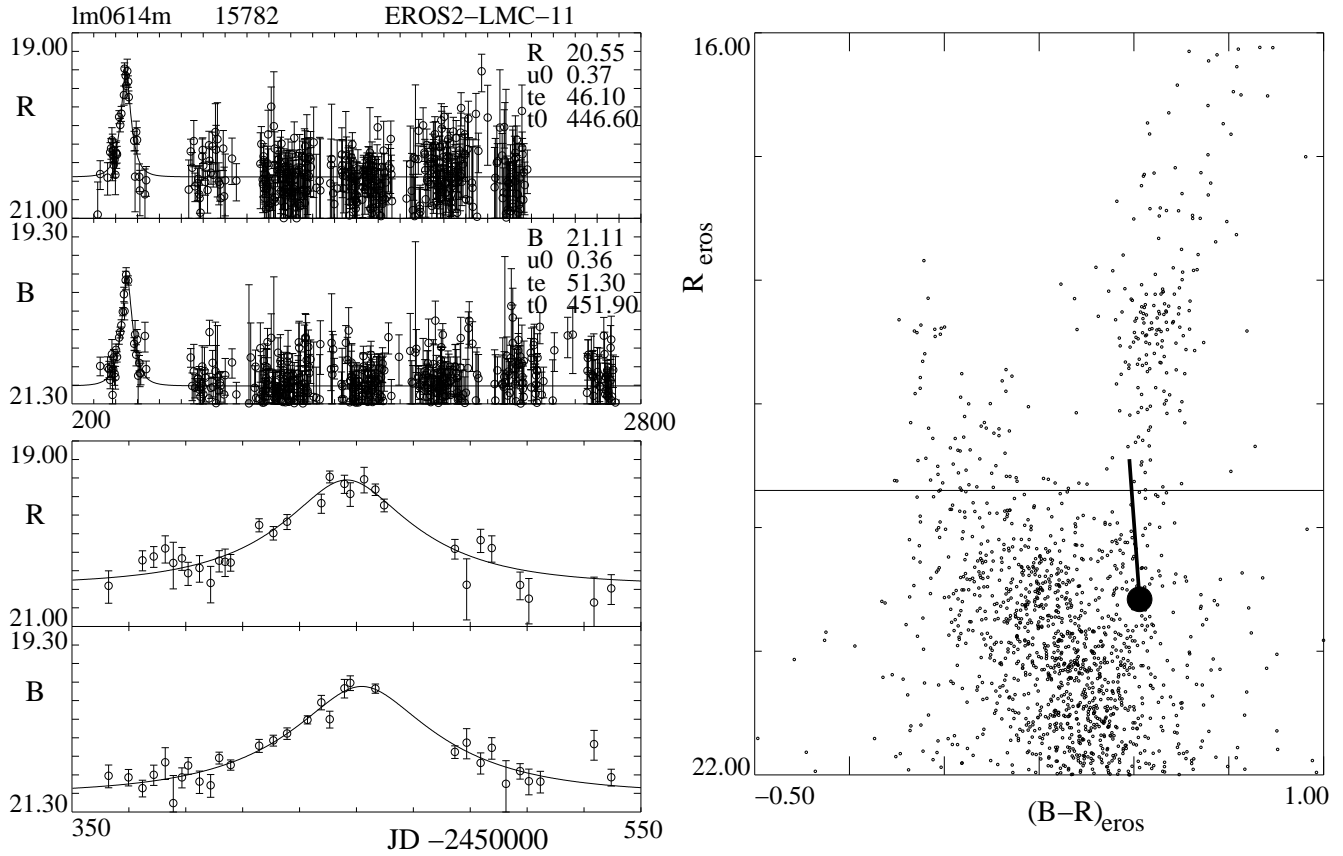 lm0614m 15782 EROS2−LMC−11
19.00
R
21.00
R 20.55
u0 0.37
te 46.10
t0 446.60
19.30
B
21.30
B 21.11
u0 0.36
te 51.30
t0 451.90
200 2800
19.00
R
21.00
19.30
B
21.30
350 550
JD −2450000
16.00
R eros
22.00
−0.50 1.00
(B−R)eros